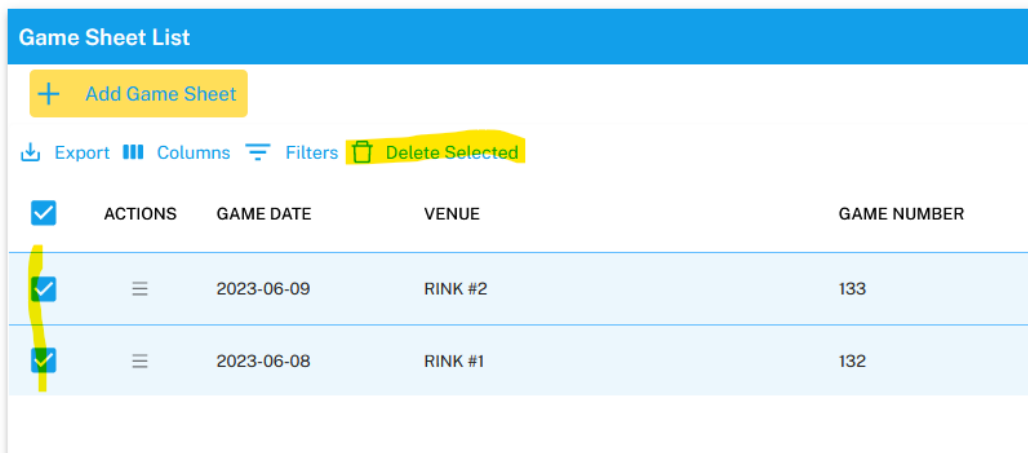 Game Sheet List
Add Game Sheet
Export Columns Filters Delete Selected
ACTIONS GAME DATE VENUE GAME NUMBER
2023-06-09 RINK #2 133
2023-06-08 RINK #1 132